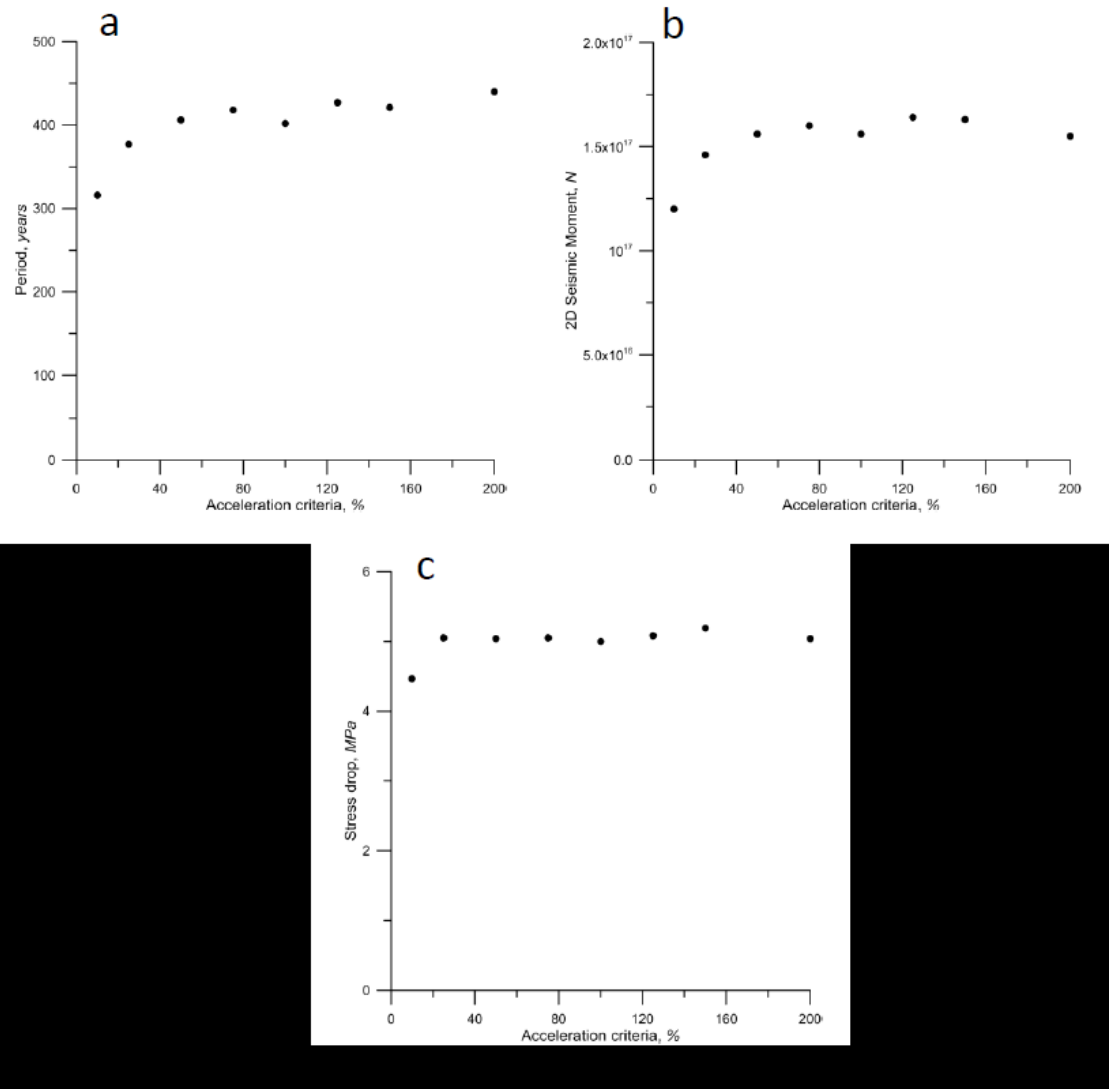 a
500
400
300
200
100
0
Period, years
0 40 80 120 160 200
Acceleration criteria, %
b
2.0x10¹⁷
1.5x10¹⁷
10¹⁷
5.0x10¹⁶
0.0
2D Seismic Moment, N
0 40 80 120 160 200
Acceleration criteria, %
c
6
4
2
0
Stress drop, MPa
0 40 80 120 160 200
Acceleration criteria, %